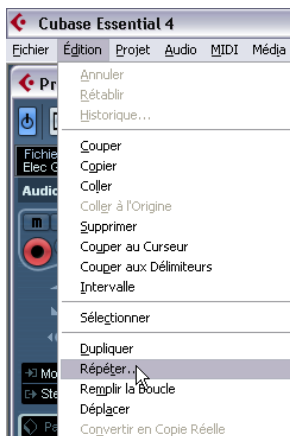 Cubase Essential 4
Fichier Édition Projet Audio MIDI Média
Pr
Annuler
Rétablir
Historique...
Fichie
Elec G
Audio
Couper
Copier
Coller
Coller à l'Origine
Supprimer
Couper au Curseur
Couper aux Délimiteurs
Intervalle
Sélectionner
Dupliquer
Répéter...
Remplir la Boucle
Déplacer
Convertir en Copie Réelle
m
Mo
Ste
Pa